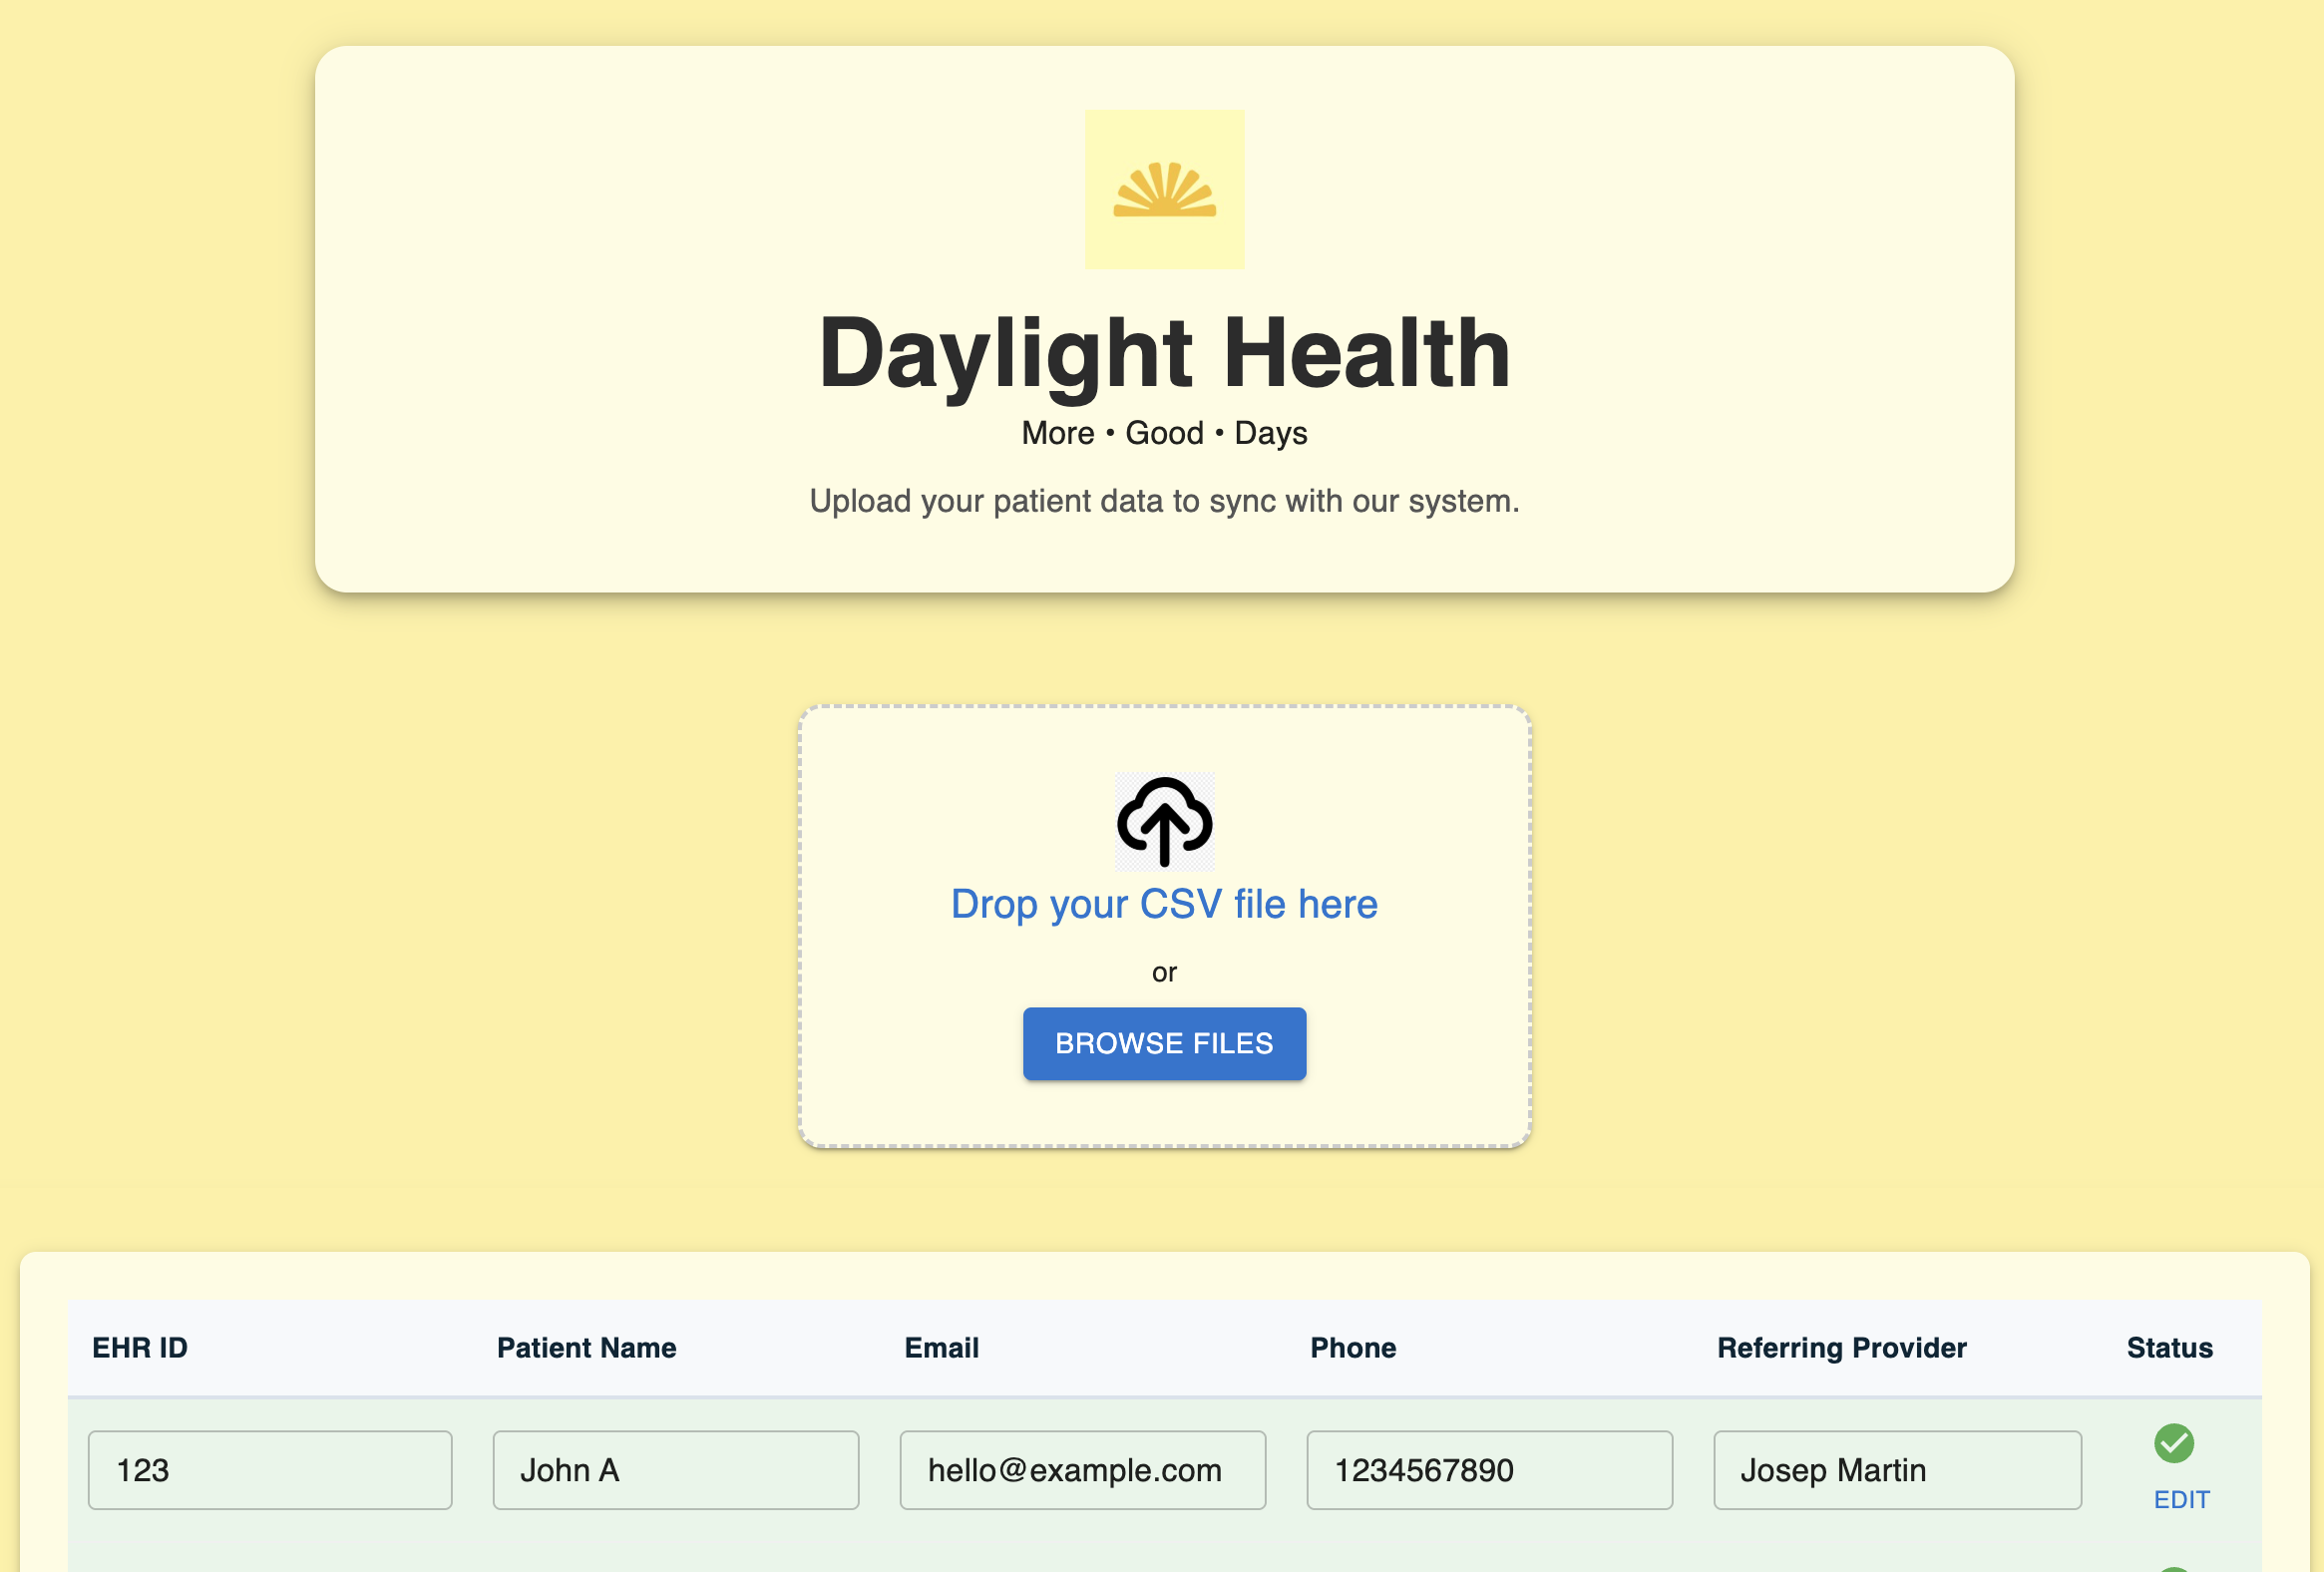 Daylight Health
More • Good • Days
Upload your patient data to sync with our system.
Drop your CSV file here
or
BROWSE FILES
EHR ID Patient Name Email Phone Referring Provider Status
123 John A hello@example.com 1234567890 Josep Martin
EDIT